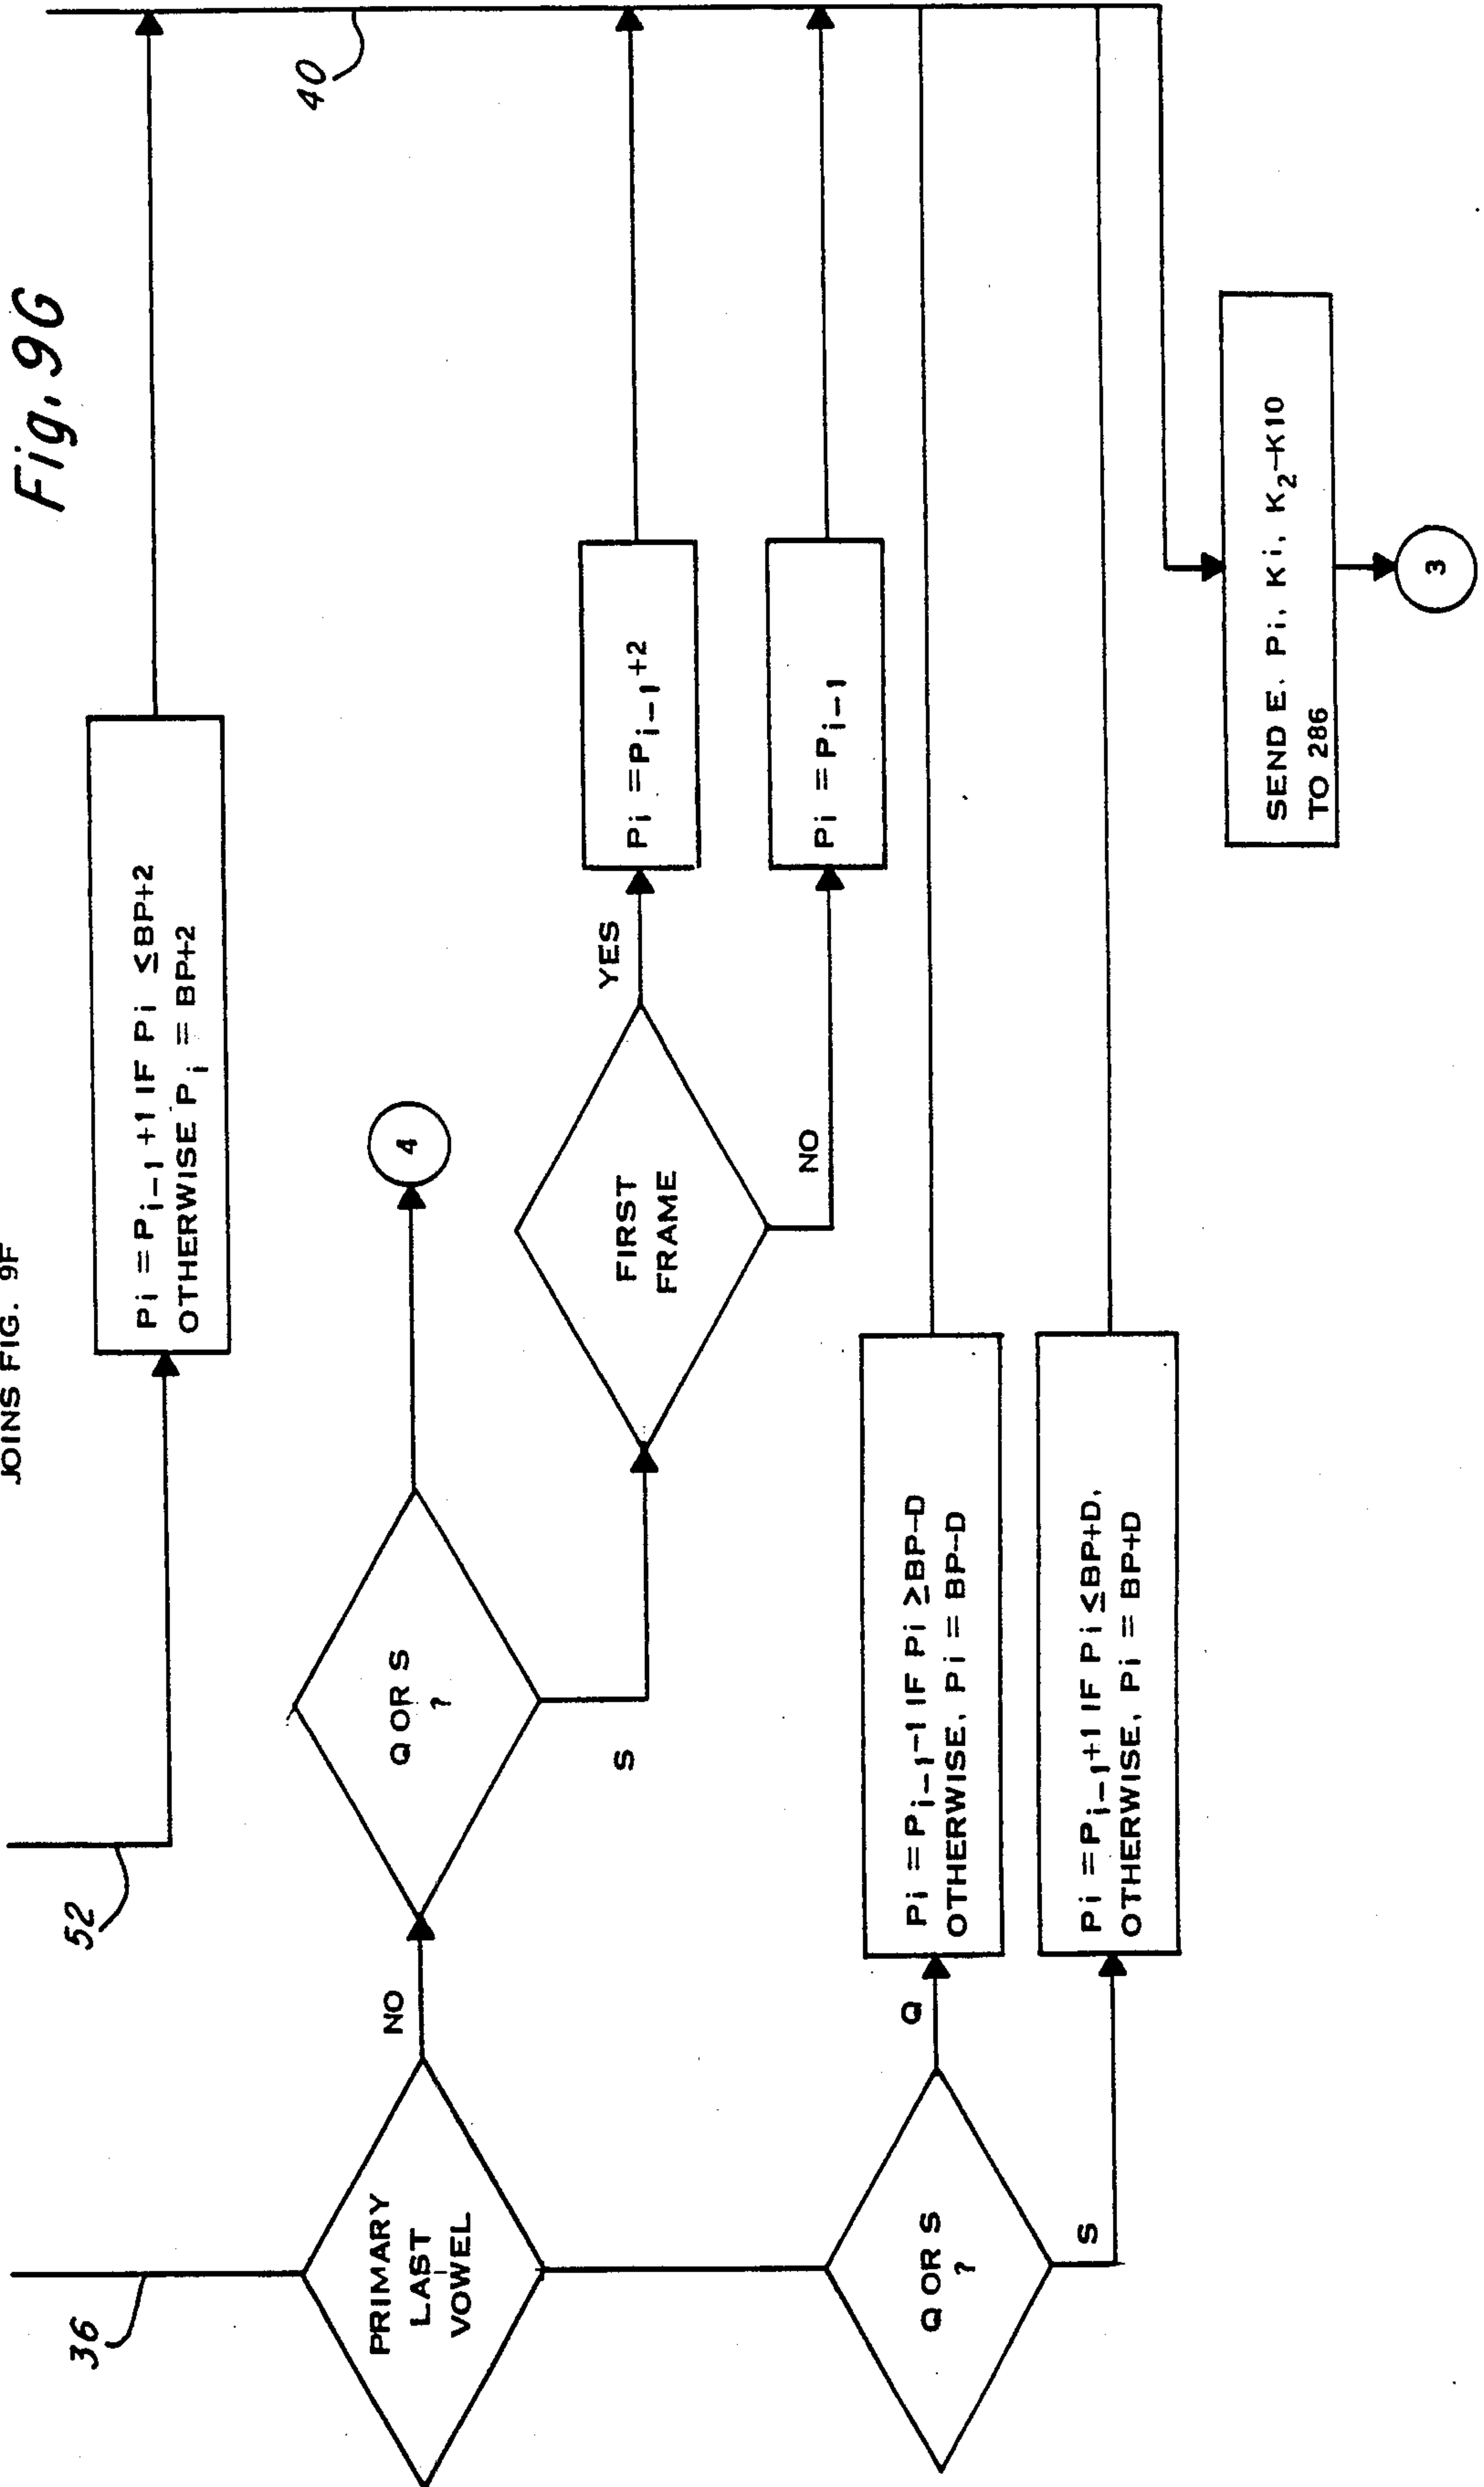 Fig. 9G
JOINS FIG. 9F
52
40
36
Pi = Pi–1 +1 IF Pi ≤BP+2
OTHERWISE Pi = BP+2
PRIMARY
LAST
VOWEL
NO
Q OR S
?
4
S
FIRST
FRAME
YES
Pi = Pi–1+2
NO
Pi = Pi–1
Q OR S
?
Q
Pi = Pi–1–1 IF Pi ≥BP–D
OTHERWISE, Pi = BP–D
S
Pi = Pi–1+1 IF Pi ≤BP+D,
OTHERWISE, Pi = BP+D
SEND E, Pi, Ki, K2–K10
TO 286
3